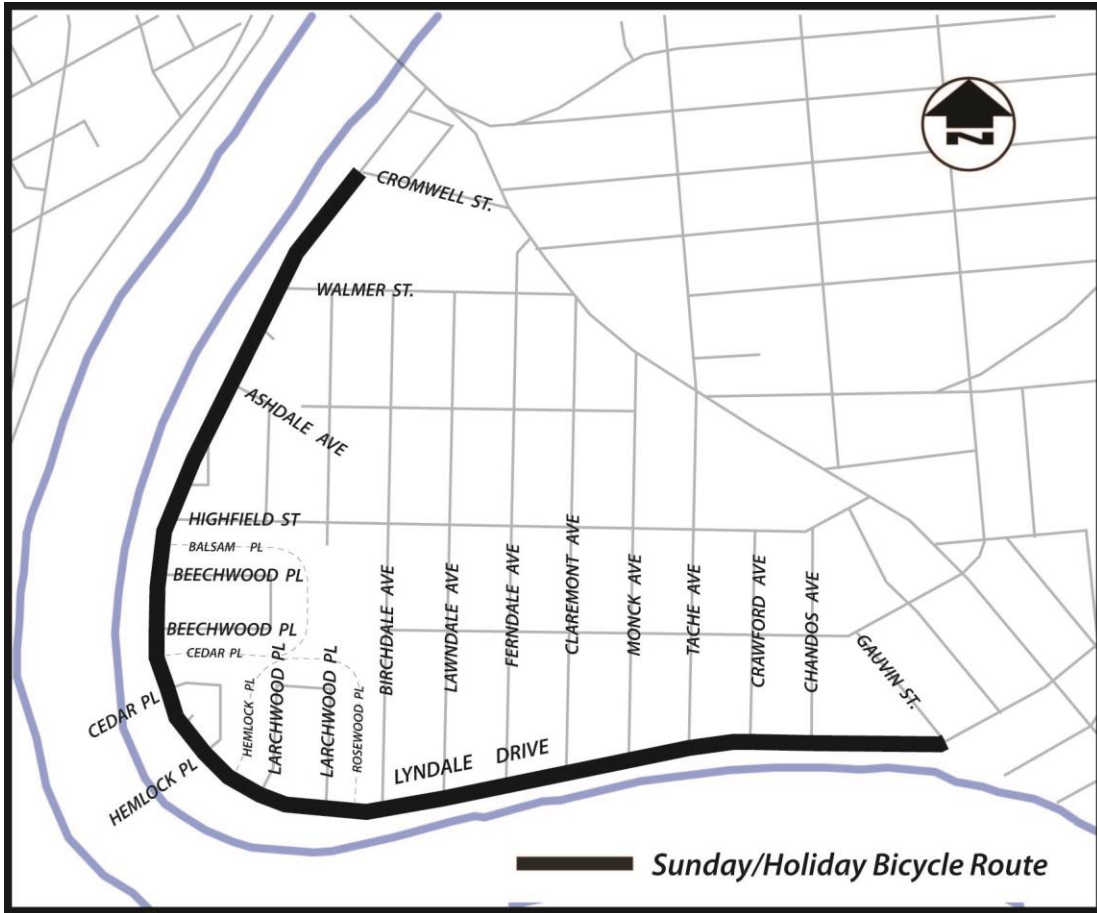 N
CROMWELL ST.
WALMER ST.
ASHDALE AVE
HIGHFIELD ST
BALSAM PL
BEECHWOOD PL
BEECHWOOD PL
CEDAR PL
CEDAR PL
HEMLOCK PL
HEMLOCK PL
LARCHWOOD PL
LARCHWOOD PL
ROSEWOOD PL
BIRCHDALE AVE
LAWNDALE AVE
FERNDALE AVE
CLAREMONT AVE
MONCK AVE
TACHE AVE
CRAWFORD AVE
CHANDOS AVE
GAUVIN ST.
LYNDALE DRIVE
Sunday/Holiday Bicycle Route